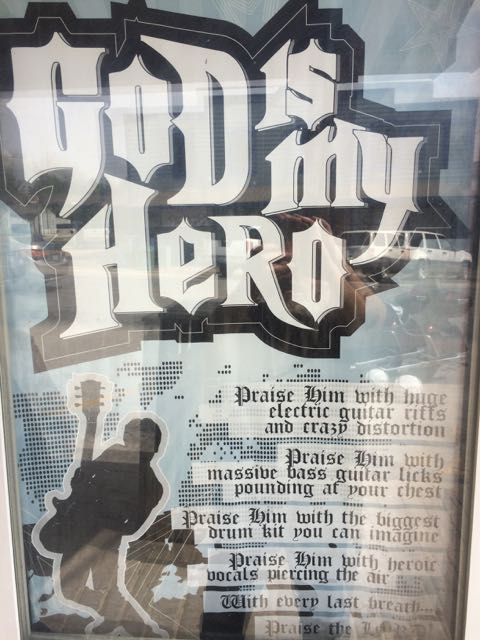 GOD is
my
HeRo
Praise Him with huge
electric guitar riffs
and crazy distortion
Praise Him with
massive bass guitar licks
pounding at your chest
Praise Him with the biggest
drum kit you can imagine
Praise Him with heroic
vocals piercing the air
With every last breath...
Praise the